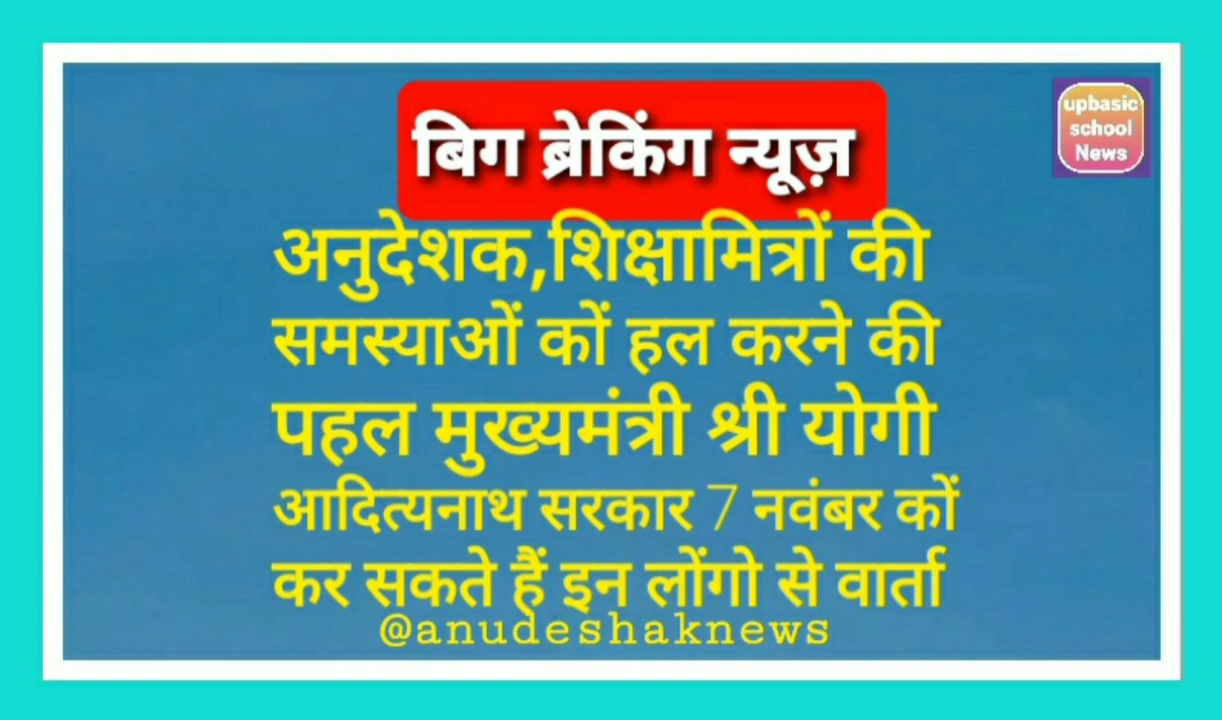 बिग ब्रेकिंग न्यूज़
upbasic
school
News
अनुदेशक,शिक्षामित्रों की
समस्याओं कों हल करने की
पहल मुख्यमंत्री श्री योगी
आदित्यनाथ सरकार 7 नवंबर कों
कर सकते हैं इन लोंगो से वार्ता
@anudeshaknews